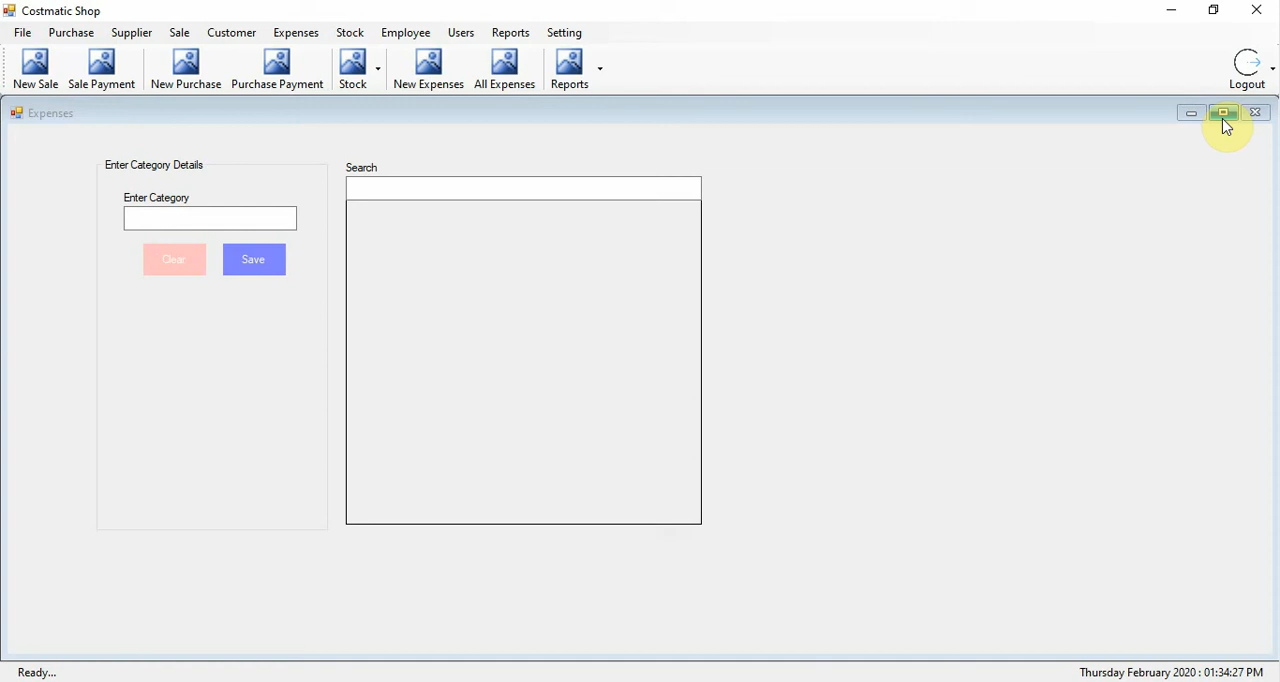 Costmatic Shop
File Purchase Supplier Sale Customer Expenses Stock Employee Users Reports Setting
New Sale Sale Payment New Purchase Purchase Payment Stock New Expenses All Expenses Reports Logout
Expenses
Enter Category Details
Search
Enter Category
Clear Save
Ready...
Thursday February 2020 : 01:34:27 PM